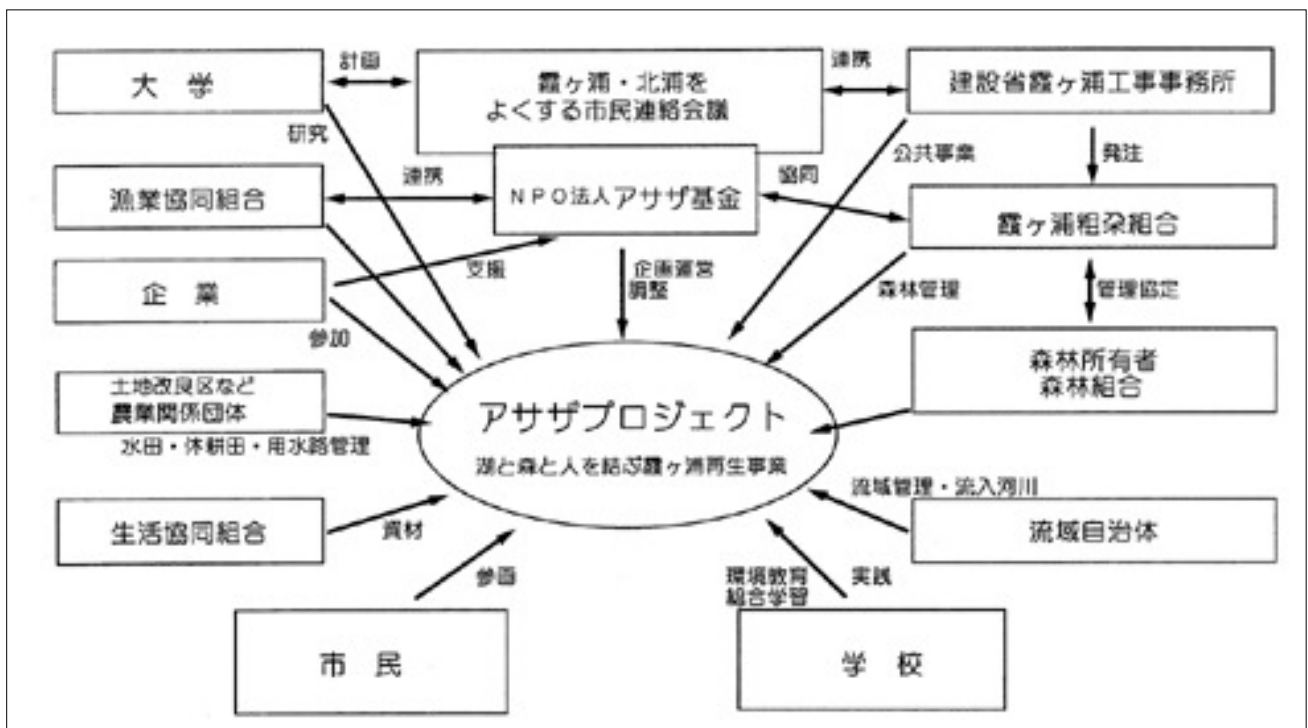 大学
計画
霞ヶ浦・北浦を
よくする市民連絡会議
連携
建設省霞ヶ浦工事事務所
研究
公共事業
発注
漁業協同組合
連携
NPO法人アサザ基金
協同
霞ヶ浦粗朶組合
企業
支援
企画運営
調整
森林管理
管理協定
参加
森林所有者
森林組合
土地改良区など
農業関係団体
水田・休耕田・用水路管理
アサザプロジェクト
湖と森と人を結ぶ霞ヶ浦再生事業
流域管理・流入河川
流域自治体
生活協同組合
資材
参画
環境教育
組合学習
実践
市民
学校